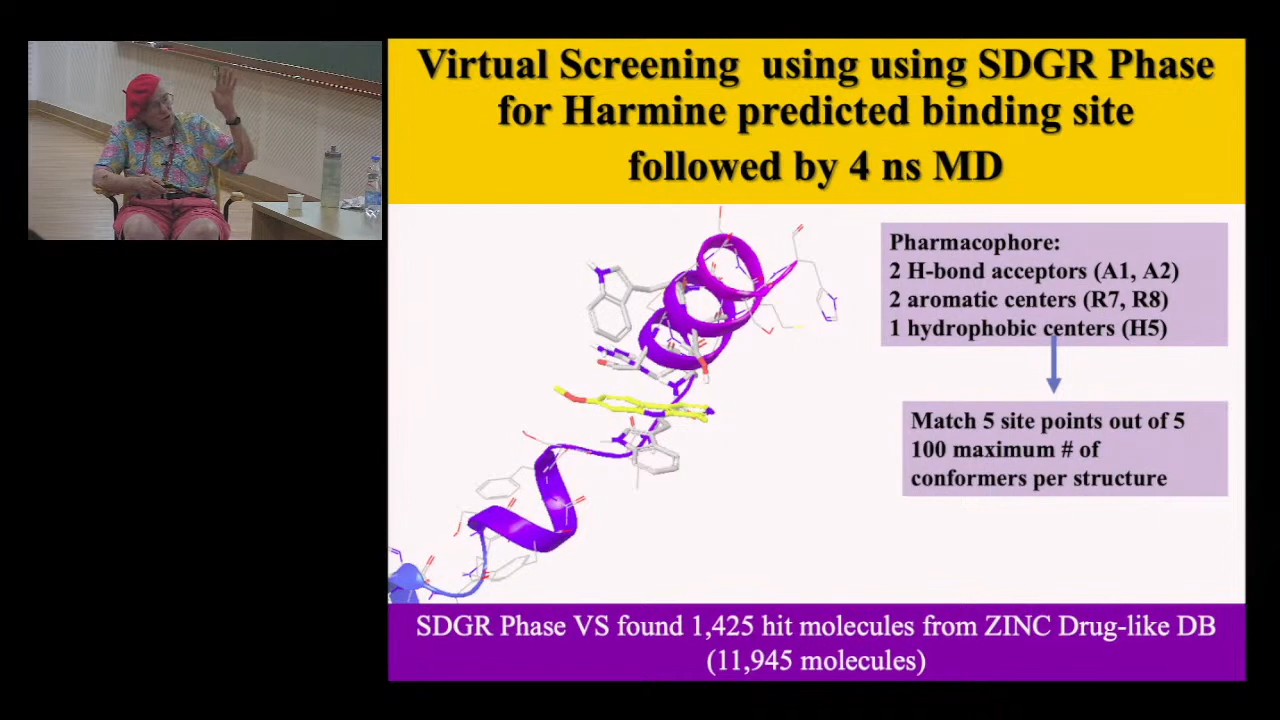 Virtual Screening using using SDGR Phase
for Harmine predicted binding site
followed by 4 ns MD
Pharmacophore:
2 H-bond acceptors (A1, A2)
2 aromatic centers (R7, R8)
1 hydrophobic centers (H5)
Match 5 site points out of 5
100 maximum # of
conformers per structure
SDGR Phase VS found 1,425 hit molecules from ZINC Drug-like DB
(11,945 molecules)